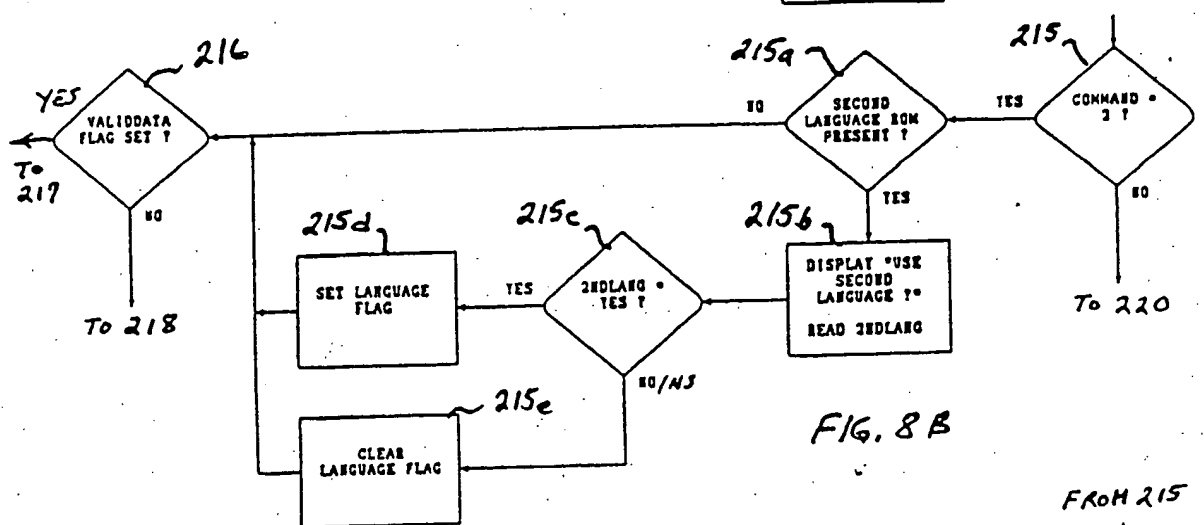 216
YES
VALIDDATA
FLAG SET ?
TO
217
NO
TO 218
215a
SECOND
LANGUAGE ROM
PRESENT ?
NO
YES
215
COMMAND =
3 ?
YES
NO
TO 220
215b
DISPLAY "USE
SECOND
LANGUAGE ?"
READ 2NDLANG
215c
2NDLANG =
YES ?
YES
NO/NS
215d
SET LANGUAGE
FLAG
215e
CLEAR
LANGUAGE FLAG
FIG. 8B
FROM 215